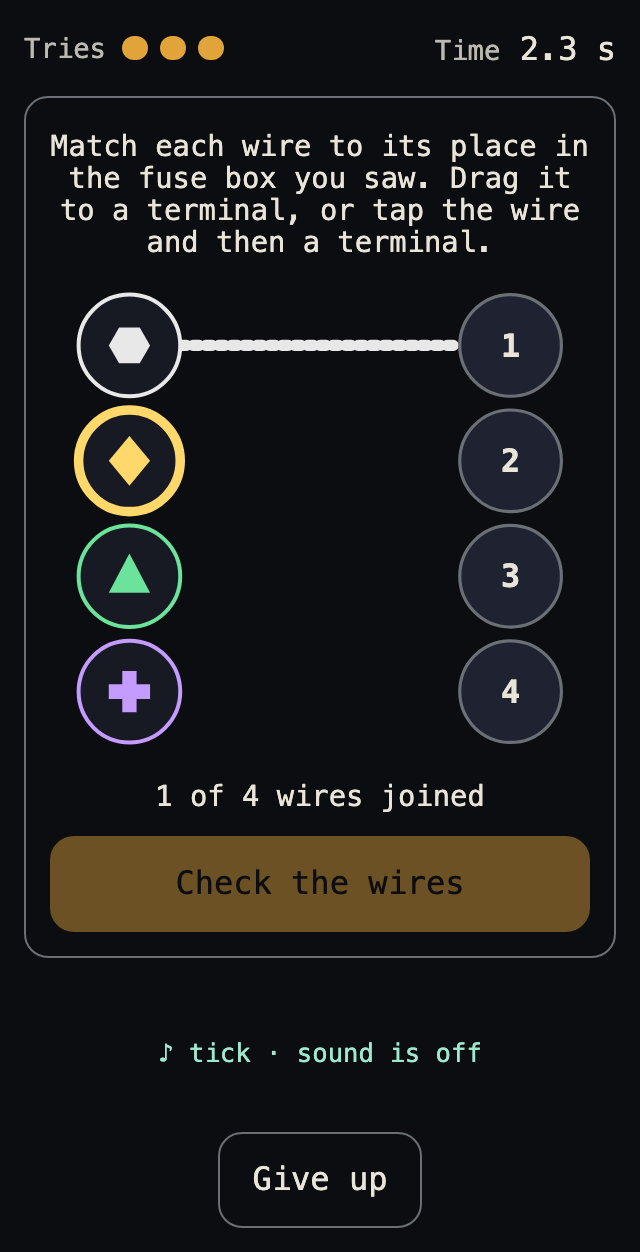 Tries
Time 2.3 s
Match each wire to its place in
the fuse box you saw. Drag it
to a terminal, or tap the wire
and then a terminal.
1
2
3
4
1 of 4 wires joined
Check the wires
♪ tick · sound is off
Give up